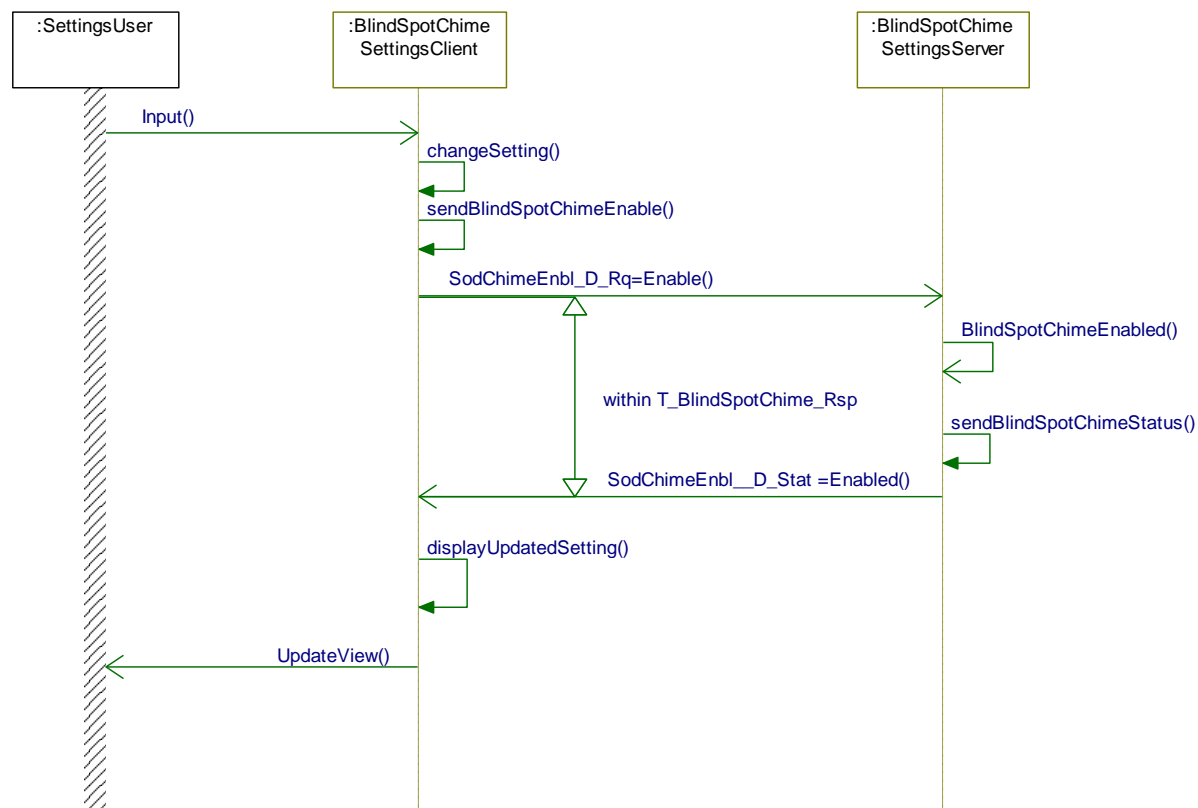 :SettingsUser
:BlindSpotChime
SettingsClient
:BlindSpotChime
SettingsServer
Input()
changeSetting()
sendBlindSpotChimeEnable()
SodChimeEnbl_D_Rq=Enable()
BlindSpotChimeEnabled()
within T_BlindSpotChime_Rsp
sendBlindSpotChimeStatus()
SodChimeEnbl__D_Stat =Enabled()
displayUpdatedSetting()
UpdateView()